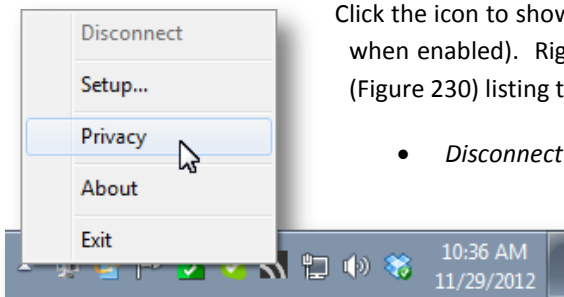 Disconnect
Setup...
Privacy
About
Exit
Click the icon to show
when enabled). Rig
(Figure 230) listing t
• Disconnect
10:36 AM
11/29/2012